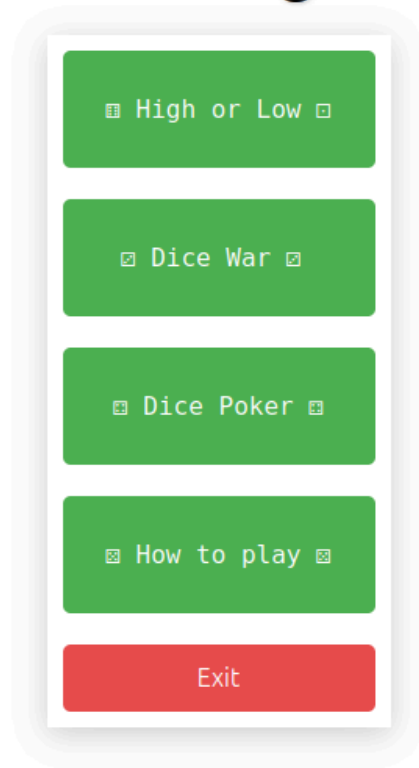 ⚅ High or Low ⚀
⚂ Dice War ⚂
⚃ Dice Poker ⚃
⚄ How to play ⚄
Exit